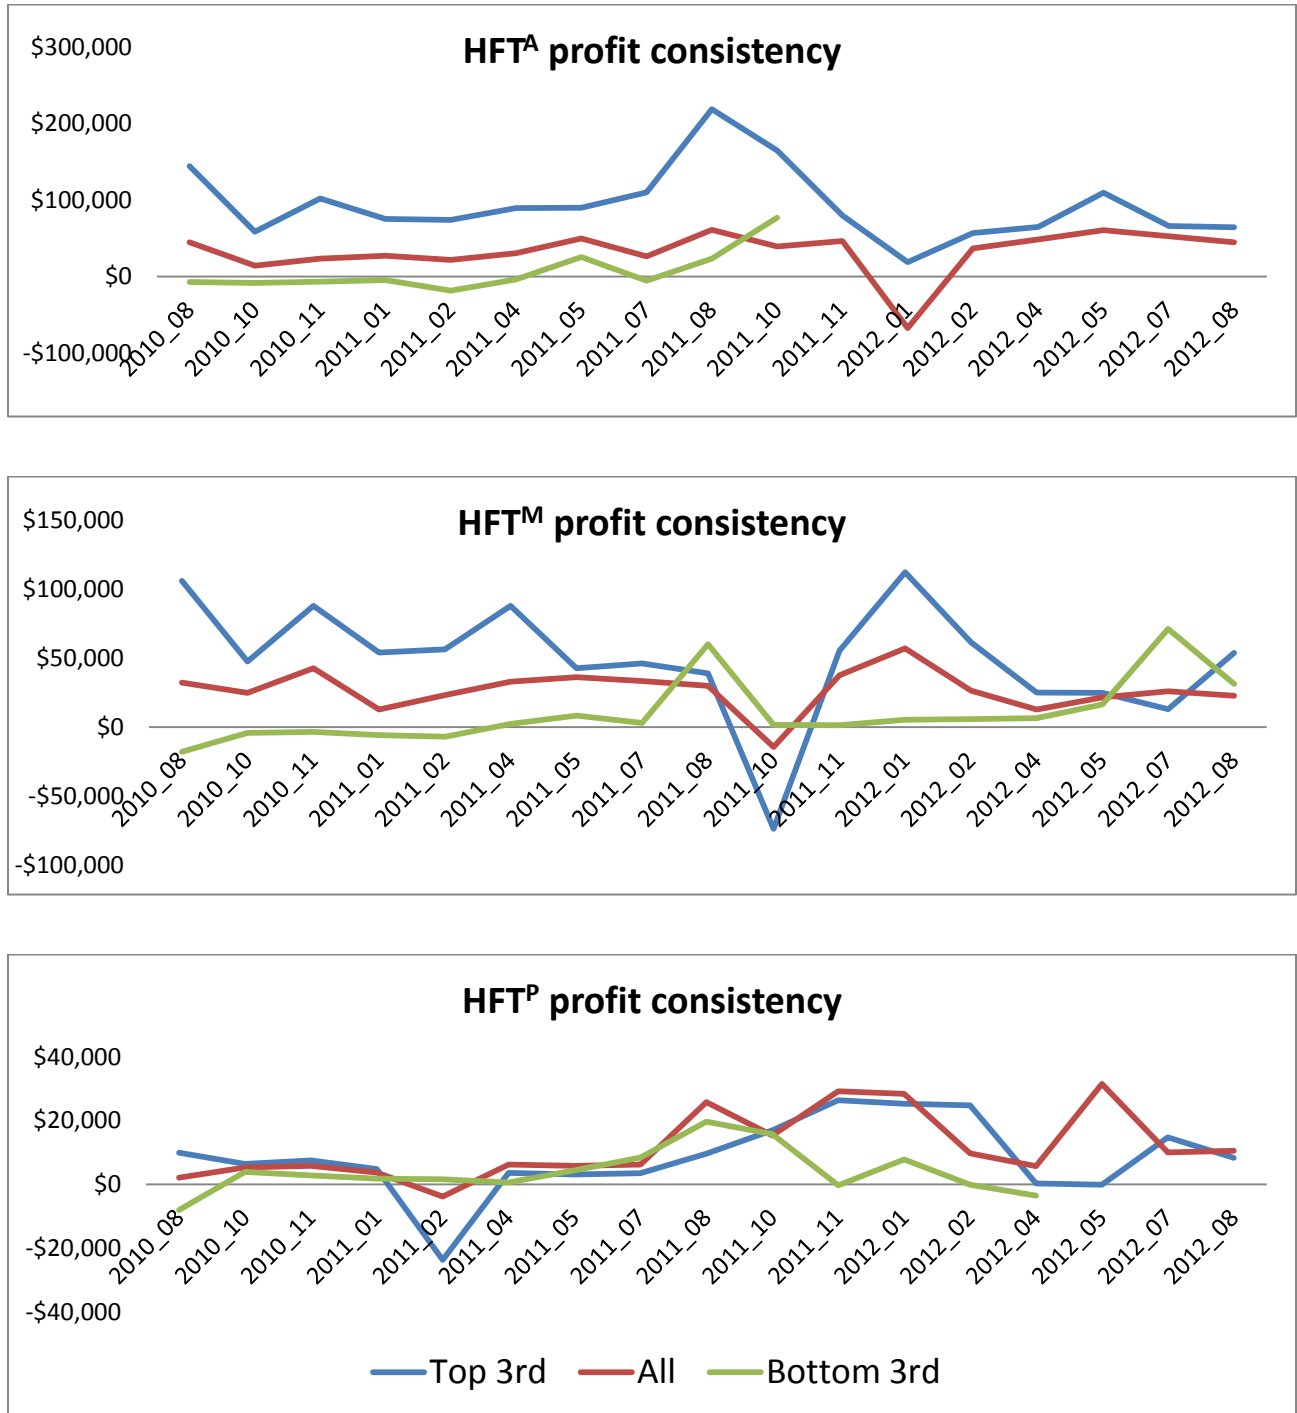 HFTᴬ profit consistency
$300,000
$200,000
$100,000
$0
-$100,000
2010_08 2010_10 2010_11 2011_01 2011_02 2011_04 2011_05 2011_07 2011_08 2011_10 2011_11 2012_01 2012_02 2012_04 2012_05 2012_07 2012_08
HFTᴹ profit consistency
$150,000
$100,000
$50,000
$0
-$50,000
-$100,000
2010_08 2010_10 2010_11 2011_01 2011_02 2011_04 2011_05 2011_07 2011_08 2011_10 2011_11 2012_01 2012_02 2012_04 2012_05 2012_07 2012_08
HFTᴾ profit consistency
$40,000
$20,000
$0
-$20,000
-$40,000
2010_08 2010_10 2010_11 2011_01 2011_02 2011_04 2011_05 2011_07 2011_08 2011_10 2011_11 2012_01 2012_02 2012_04 2012_05 2012_07 2012_08
Top 3rd All Bottom 3rd